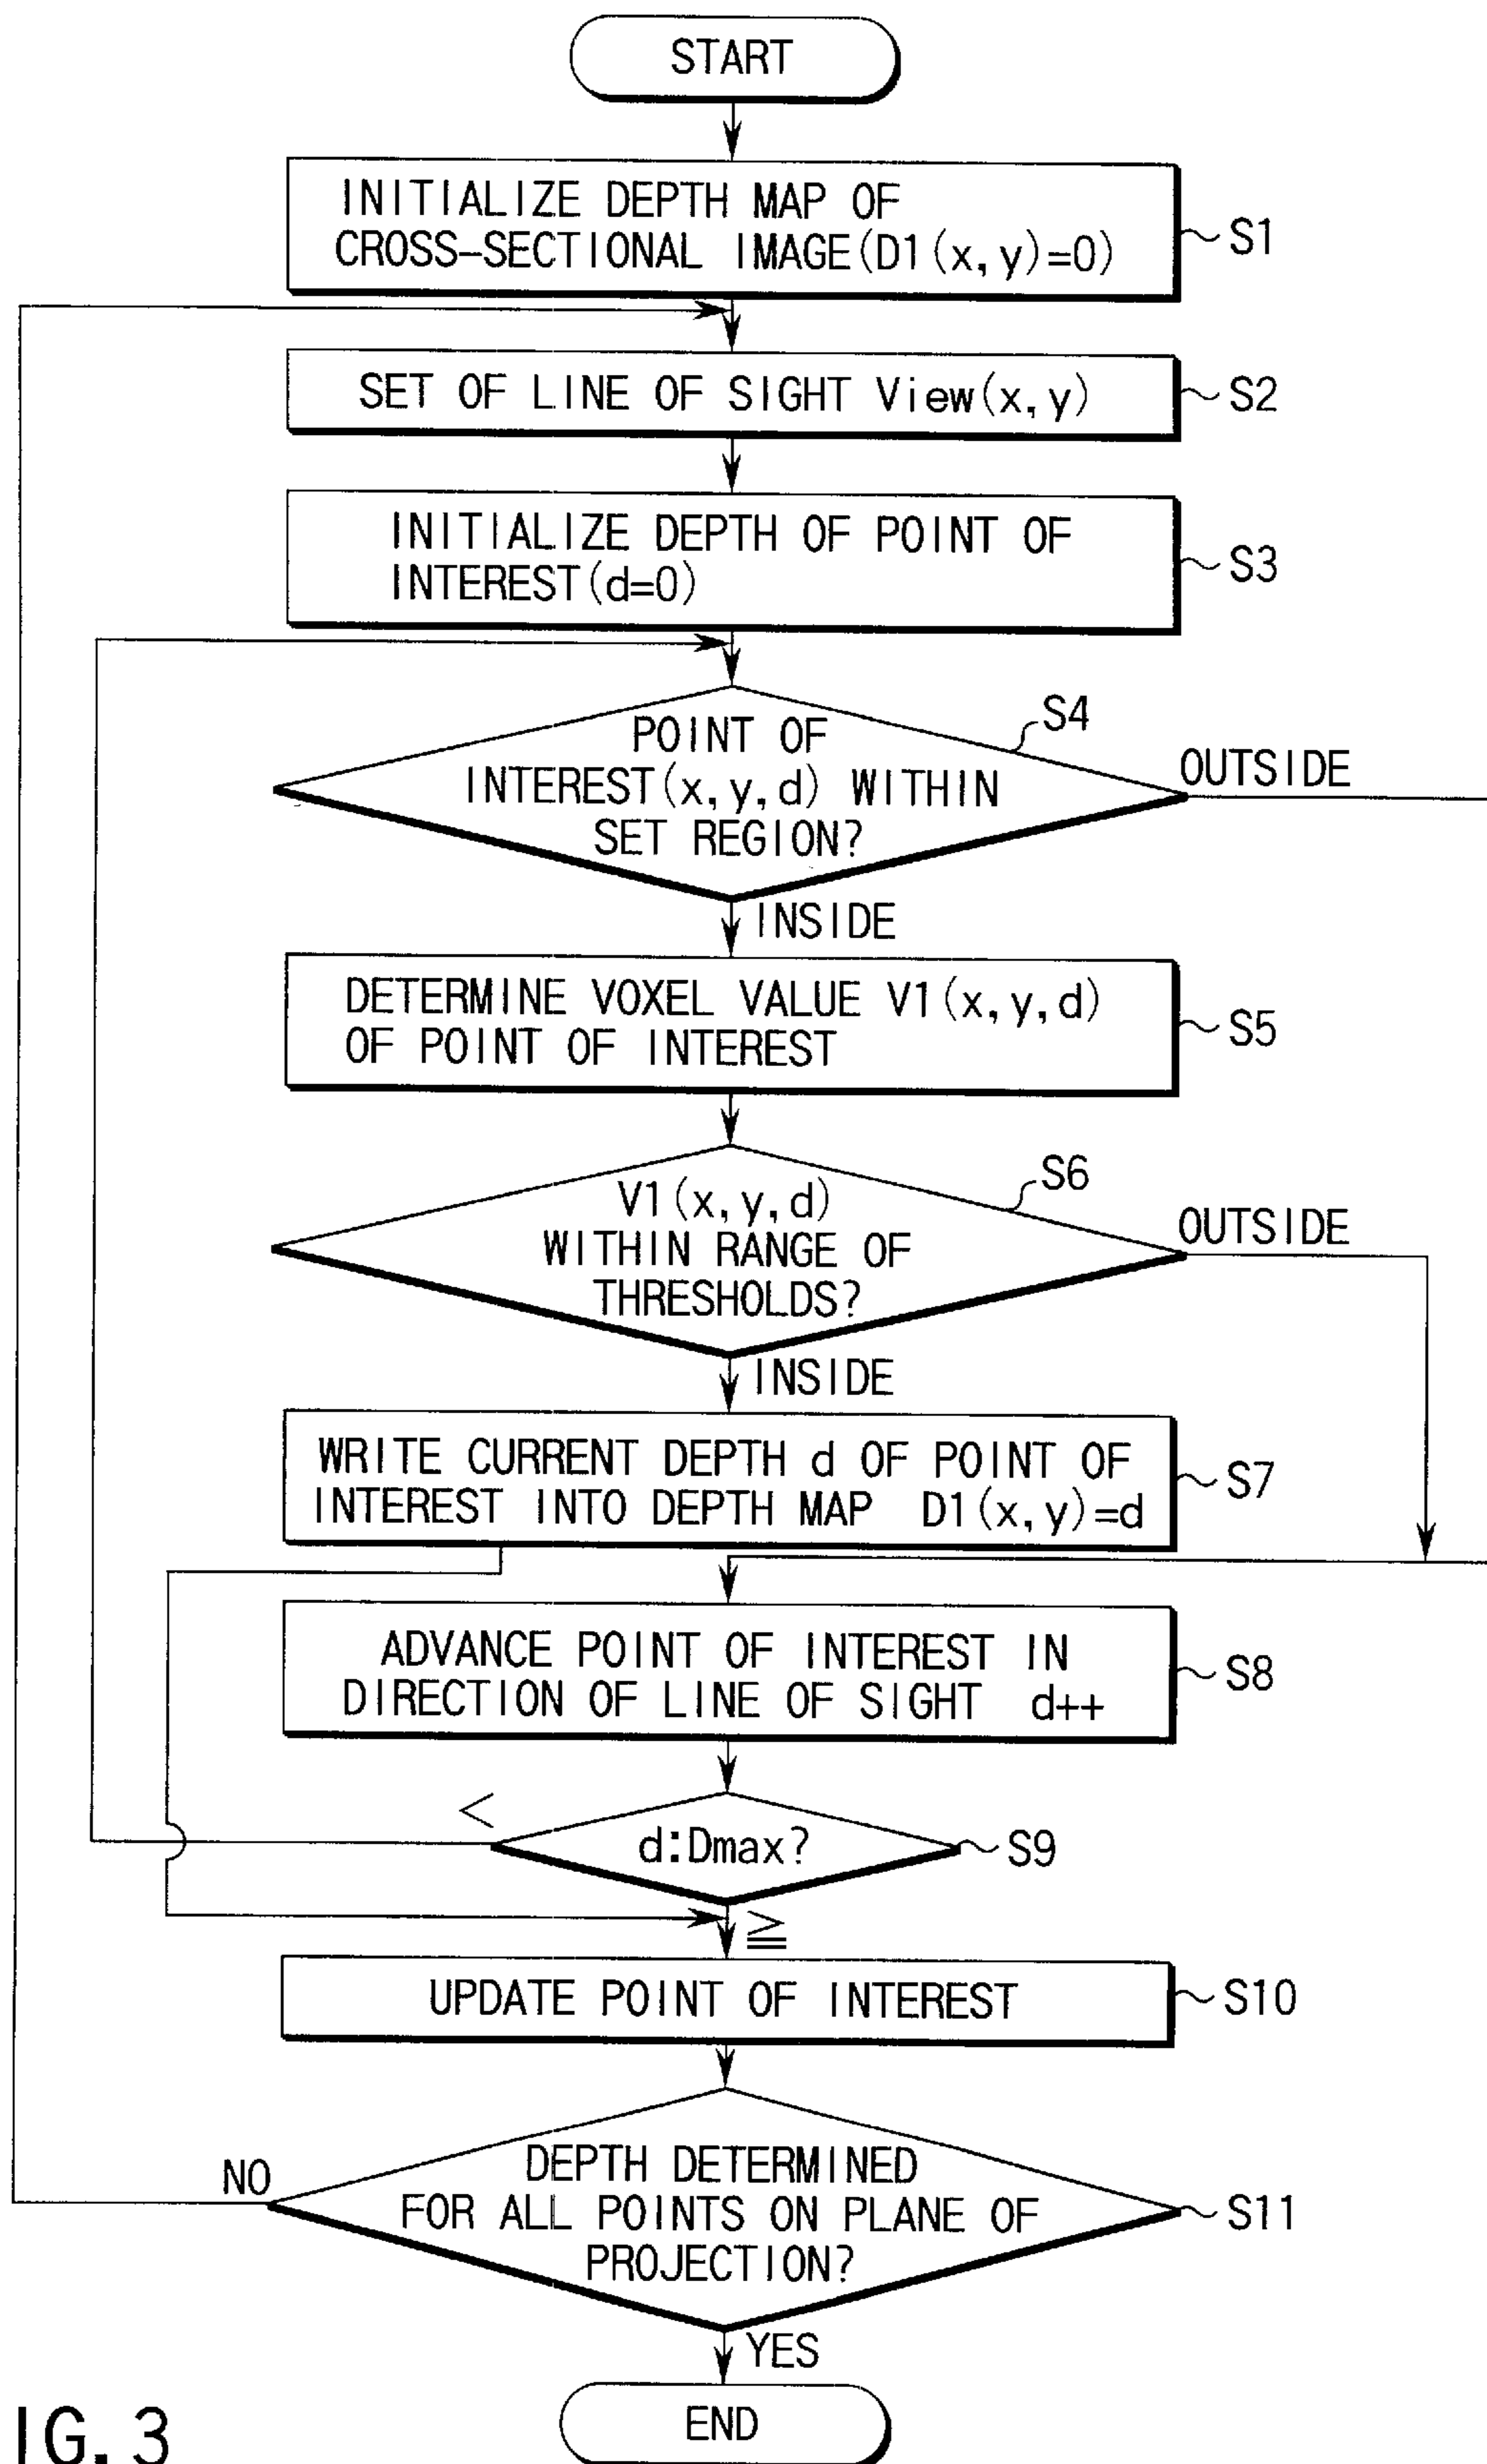 START
INITIALIZE DEPTH MAP OF
CROSS-SECTIONAL IMAGE(D1(x,y)=0)
S1
SET OF LINE OF SIGHT View(x,y)
S2
INITIALIZE DEPTH OF POINT OF
INTEREST(d=0)
S3
POINT OF
INTEREST(x,y,d) WITHIN
SET REGION?
S4
OUTSIDE
INSIDE
DETERMINE VOXEL VALUE V1(x,y,d)
OF POINT OF INTEREST
S5
V1(x,y,d)
WITHIN RANGE OF
THRESHOLDS?
S6
OUTSIDE
INSIDE
WRITE CURRENT DEPTH d OF POINT OF
INTEREST INTO DEPTH MAP D1(x,y)=d
S7
ADVANCE POINT OF INTEREST IN
DIRECTION OF LINE OF SIGHT d++
S8
<
d:Dmax?
S9
≧
UPDATE POINT OF INTEREST
S10
DEPTH DETERMINED
FOR ALL POINTS ON PLANE OF
PROJECTION?
S11
NO
YES
END
IG. 3